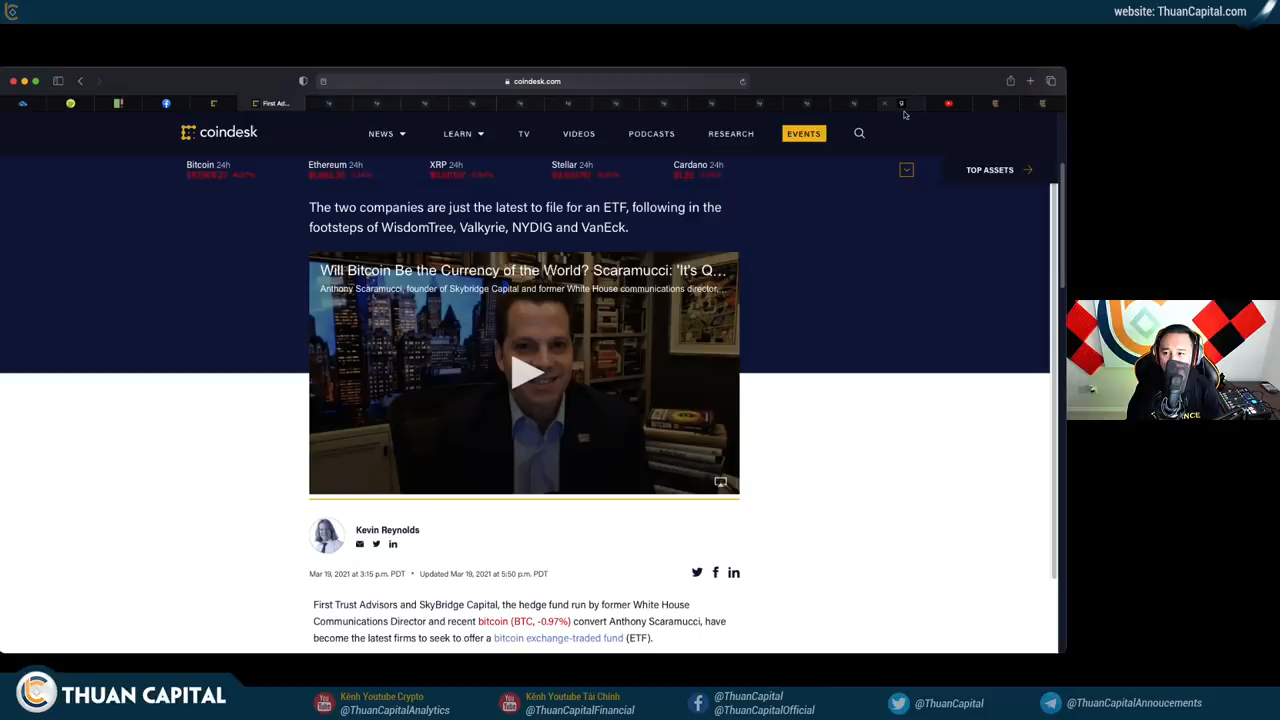 website: ThuanCapital.com
coindesk.com
First Ad...
coindesk
NEWS
LEARN
TV
VIDEOS
PODCASTS
RESEARCH
EVENTS
Bitcoin 24h
Ethereum 24h
XRP 24h
Stellar 24h
Cardano 24h
TOP ASSETS
The two companies are just the latest to file for an ETF, following in the
footsteps of WisdomTree, Valkyrie, NYDIG and VanEck.
Will Bitcoin Be the Currency of the World? Scaramucci: 'It's Q...
Anthony Scaramucci, founder of Skybridge Capital and former White House communications director,...
Kevin Reynolds
Mar 19, 2021 at 3:15 p.m. PDT • Updated Mar 19, 2021 at 5:50 p.m. PDT
First Trust Advisors and SkyBridge Capital, the hedge fund run by former White House
Communications Director and recent bitcoin (BTC, -0.97%) convert Anthony Scaramucci, have
become the latest firms to seek to offer a bitcoin exchange-traded fund (ETF).
THUAN CAPITAL
Kênh Youtube Crypto
@ThuanCapitalAnalytics
Kênh Youtube Tài Chính
@ThuanCapitalFinancial
@ThuanCapital
@ThuanCapitalOfficial
@ThuanCapital
@ThuanCapitalAnnoucements